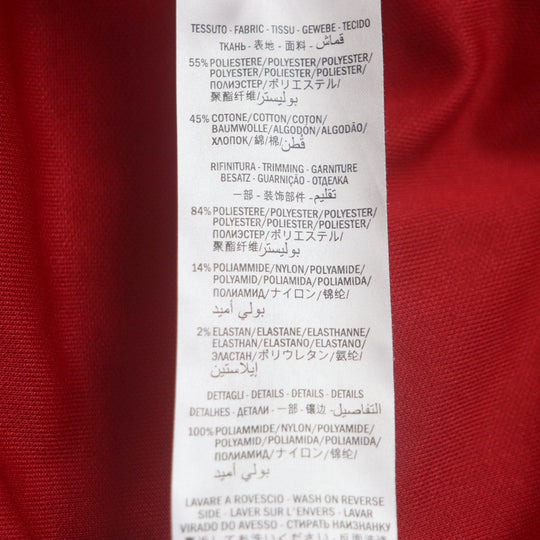 TESSUTO - FABRIC - TISSU - GEWEBE - TECIDO
ТКАНЬ - 表地 - 面料 - قماش
55% POLIESTERE/POLYESTER/POLYESTER/
POLYESTER/POLIESTER/POLIESTER/
ПОЛИЭСТЕР/ポリエステル/
聚酯纤维/بوليستر
45% COTONE/COTTON/COTON/
BAUMWOLLE/ALGODÓN/ALGODÃO/
ХЛОПОК/綿/棉/قطن
RIFINITURA - TRIMMING - GARNITURE
BESATZ - GUARNIÇÃO - ОТДЕЛКА
一部 - 装饰部件 - تقليم
84% POLIESTERE/POLYESTER/POLYESTER/
POLYESTER/POLIESTER/POLIESTER/
ПОЛИЭСТЕР/ポリエステル/
聚酯纤维/بوليستر
14% POLIAMMIDE/NYLON/POLYAMIDE/
POLYAMID/POLIAMIDA/POLIAMIDA/
ПОЛИАМИД/ナイロン/锦纶/
بولي أميد
2% ELASTAN/ELASTANE/ELASTHANNE/
ELASTHAN/ELASTANO/ELASTANO/
ЭЛАСТАН/ポリウレタン/氨纶/
إيلاستين
DETTAGLI - DETAILS - DETAILS - DETAILS
DETALHES - ДЕТАЛИ - 一部 - 镶边 - التفاصيل
100% POLIAMMIDE/NYLON/POLYAMIDE/
POLYAMID/POLIAMIDA/POLIAMIDA/
ПОЛИАМИД/ナイロン/锦纶/
بولي أميد
LAVARE A ROVESCIO - WASH ON REVERSE
SIDE - LAVER SUR L'ENVERS - LAVAR
VIRADO DO AVESSO - СТИРАТЬ НАИЗНАНКУ